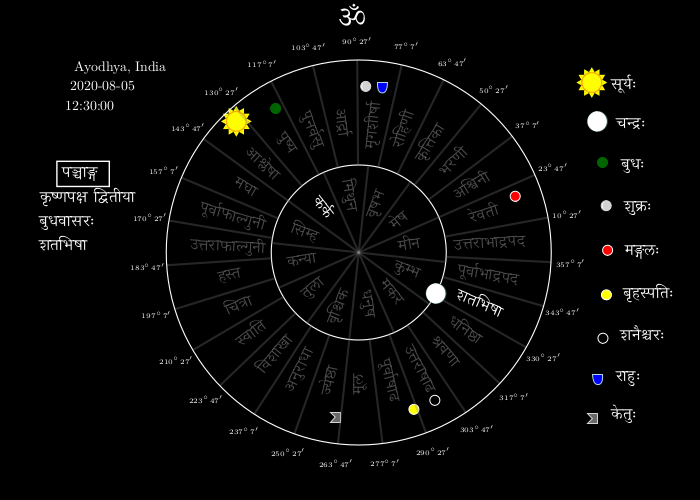 ॐ
Ayodhya, India
2020-08-05
12:30:00
पञ्चाङ्ग
कृष्णपक्ष द्वितीया
बुधवासरः
शतभिषा
90° 27′
77° 7′
63° 47′
50° 27′
37° 7′
23° 47′
10° 27′
357° 7′
343° 47′
330° 27′
317° 7′
303° 47′
290° 27′
277° 7′
263° 47′
250° 27′
237° 7′
223° 47′
210° 27′
197° 7′
183° 47′
170° 27′
157° 7′
143° 47′
130° 27′
117° 7′
103° 47′
मृगशीर्षा
रोहिणी
कृत्तिका
भरणी
अश्विनी
रेवती
उत्तराभाद्रपद
पूर्वाभाद्रपद
शतभिषा
धनिष्ठा
श्रवणा
उत्तराषाढ
पूर्वाषाढ
मूल
ज्येष्ठा
अनुराधा
विशाखा
स्वाति
चित्रा
हस्त
उत्तराफाल्गुनी
पूर्वाफाल्गुनी
मघा
आश्लेषा
पुष्य
पुनर्वसु
आर्द्रा
मेष
वृषभ
मिथुन
कर्क
सिम्ह
कन्या
तुला
वृश्चिक
धनुष
मकर
कुम्भ
मीन
सूर्यः
चन्द्रः
बुधः
शुक्रः
मङ्गलः
बृहस्पतिः
शनैश्चरः
राहुः
केतुः